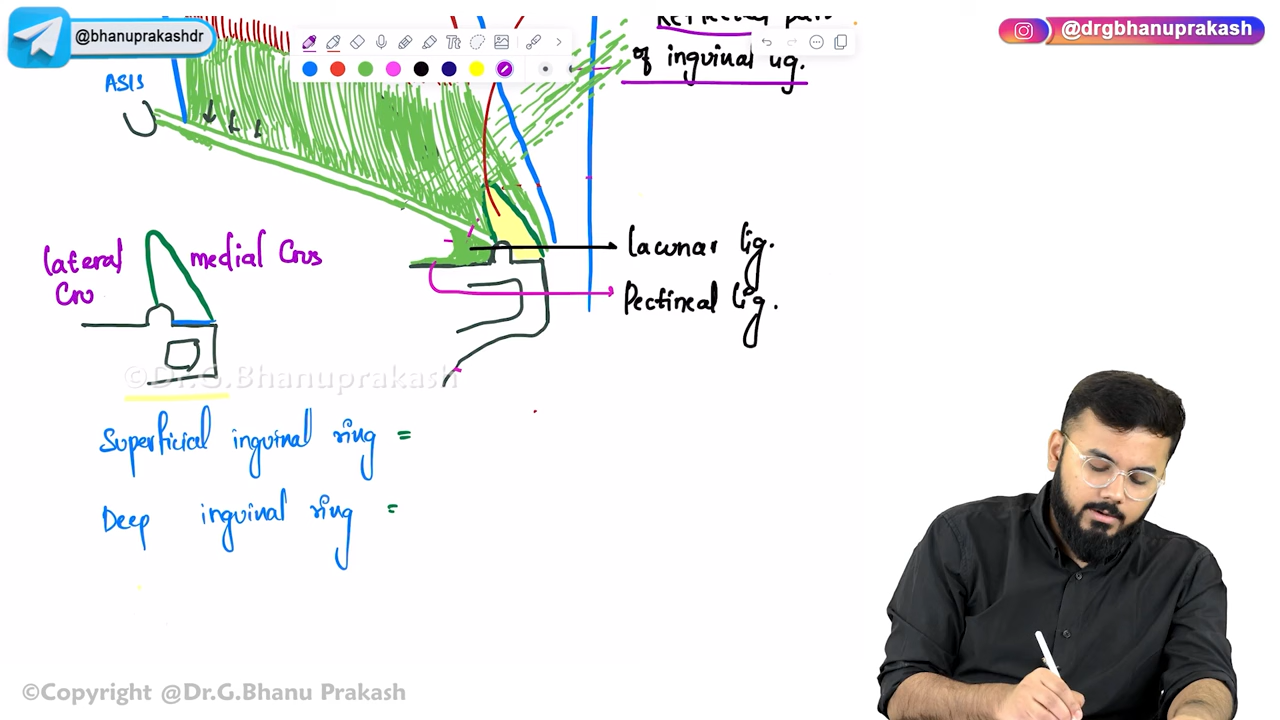 @bhanuprakashdr
@drgbhanuprakash
of inguinal lig.
ASIS
lateral
Cro
medial Crus
lacunar lig.
Pectineal lig.
©Dr.G.Bhanuprakash
Superficial inguinal ring =
Deep inguinal ring =
©Copyright @Dr.G.Bhanu Prakash